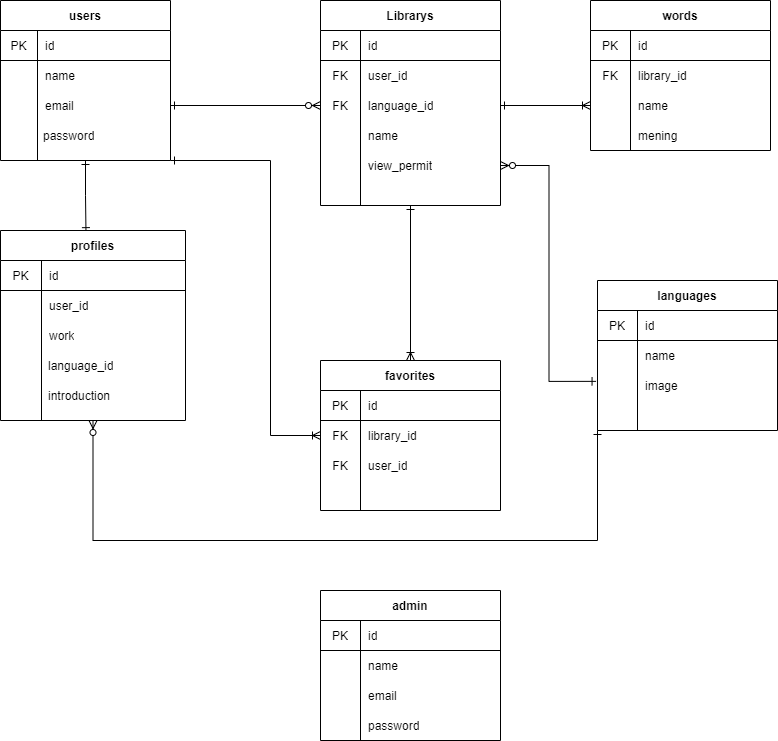 users
PK id
name
email
password
Librarys
PK id
FK user_id
FK language_id
name
view_permit
words
PK id
FK library_id
name
mening
profiles
PK id
user_id
work
language_id
introduction
languages
PK id
name
image
favorites
PK id
FK library_id
FK user_id
admin
PK id
name
email
password